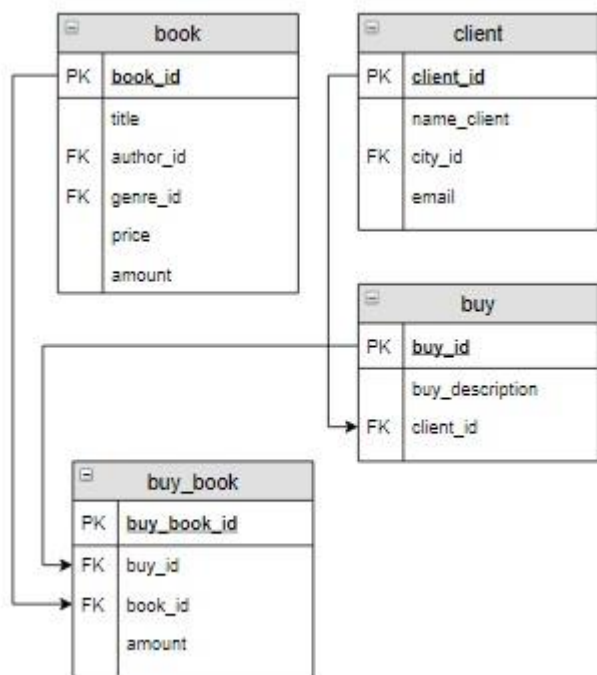 book
PK book_id
title
FK author_id
FK genre_id
price
amount
client
PK client_id
name_client
FK city_id
email
buy
PK buy_id
buy_description
FK client_id
buy_book
PK buy_book_id
FK buy_id
FK book_id
amount